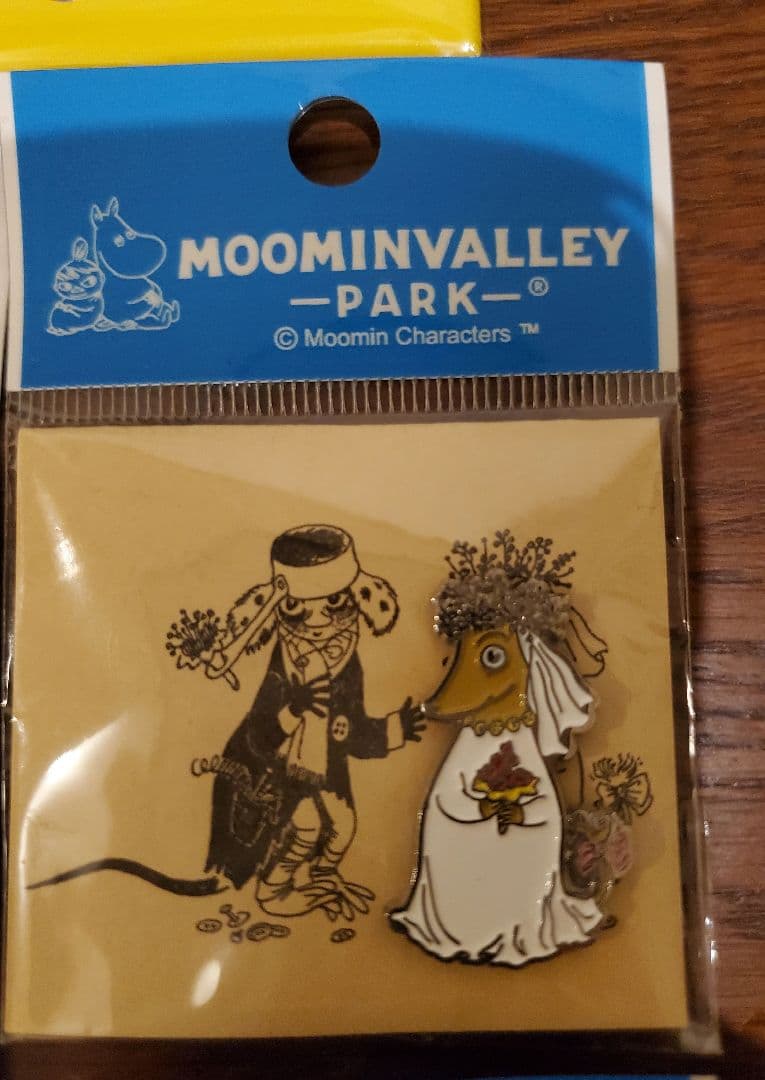 MOOMINVALLEY
—PARK—®
© Moomin Characters ™